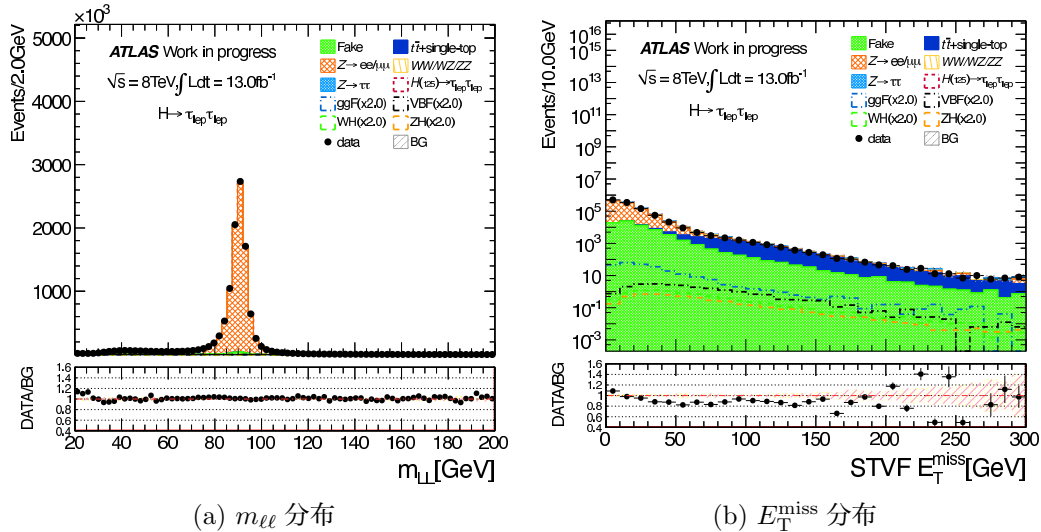 ×10³
Events/2.0GeV
5000
4000
3000
2000
1000
ATLAS Work in progress
√s = 8TeV,∫ Ldt = 13.0fb⁻¹
H→ τlepτlep
Fake
Z→ ee/μμ
Z→ ττ
ggF(x2.0)
WH(x2.0)
data
tt̄+single-top
WW/WZ/ZZ
H(125)→τlepτlep
VBF(x2.0)
ZH(x2.0)
BG
DATA/BG
1.6
1.4
1.2
1.0
0.8
0.6
0.4
20 40 60 80 100 120 140 160 180 200
mLL[GeV]
(a) mℓℓ 分布
Events/10.0GeV
10¹⁶
10¹⁵
10¹³
10¹¹
10⁹
10⁷
10⁵
10³
10
10⁻¹
10⁻³
ATLAS Work in progress
√s = 8TeV,∫ Ldt = 13.0fb⁻¹
H→ τlepτlep
Fake
Z→ ee/μμ
Z→ ττ
ggF(x2.0)
WH(x2.0)
data
tt̄+single-top
WW/WZ/ZZ
H(125)→τlepτlep
VBF(x2.0)
ZH(x2.0)
BG
DATA/BG
1.6
1.4
1.2
1.0
0.8
0.6
0.4
0 50 100 150 200 250 300
STVF E_T^miss [GeV]
(b) E_T^miss 分布